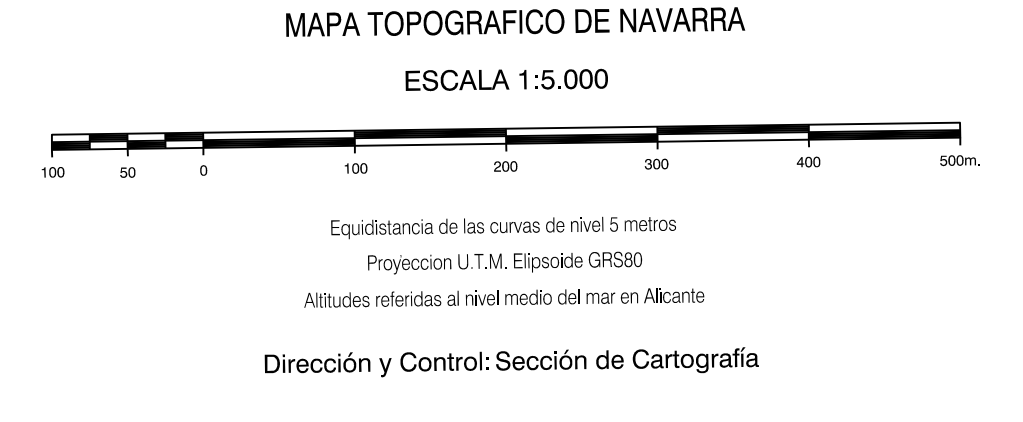 MAPA TOPOGRAFICO DE NAVARRA
ESCALA 1:5.000
100 50 0 100 200 300 400 500m.
Equidistancia de las curvas de nivel 5 metros
Proyeccion U.T.M. Elipsoide GRS80
Altitudes referidas al nivel medio del mar en Alicante
Dirección y Control: Sección de Cartografía